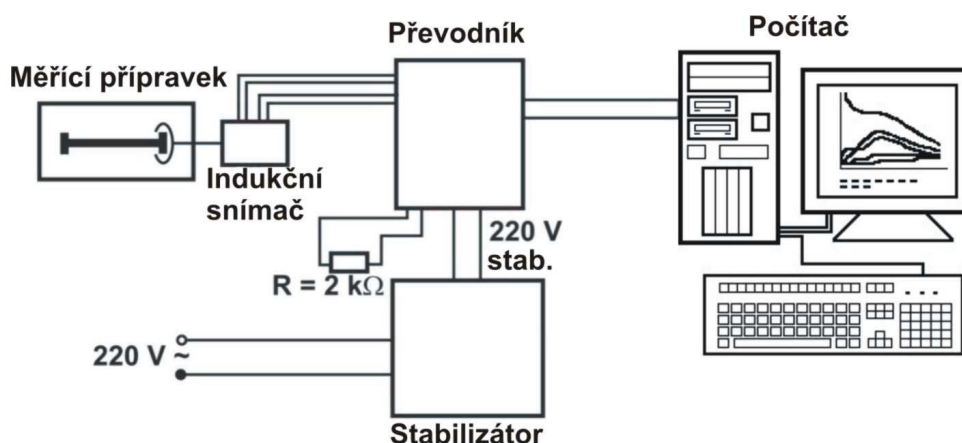 Převodník
Počítač
Měřící přípravek
Indukční
snímač
220 V
stab.
R = 2 kΩ
220 V ~
Stabilizátor